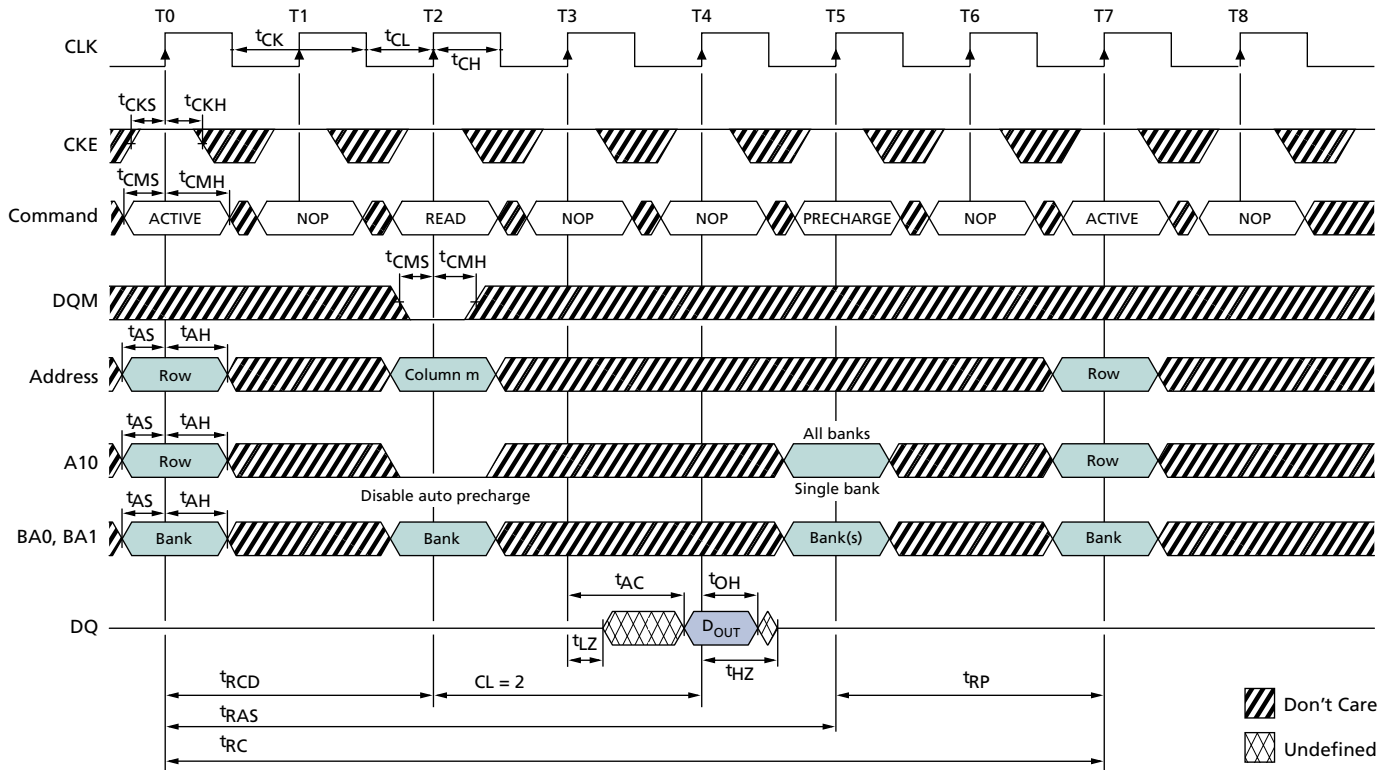 T0 T1 T2 T3 T4 T5 T6 T7 T8
CLK
tCK tCL tCH
tCKS tCKH
CKE
tCMS tCMH
Command ACTIVE NOP READ NOP NOP PRECHARGE NOP ACTIVE NOP
tCMS tCMH
DQM
tAS tAH
Address Row Column m Row
tAS tAH All banks
A10 Row Row
Disable auto precharge Single bank
tAS tAH
BA0, BA1 Bank Bank Bank(s) Bank
tAC tOH
DQ DOUT
tLZ tHZ
tRCD CL = 2 tRP
tRAS
tRC
Don't Care
Undefined